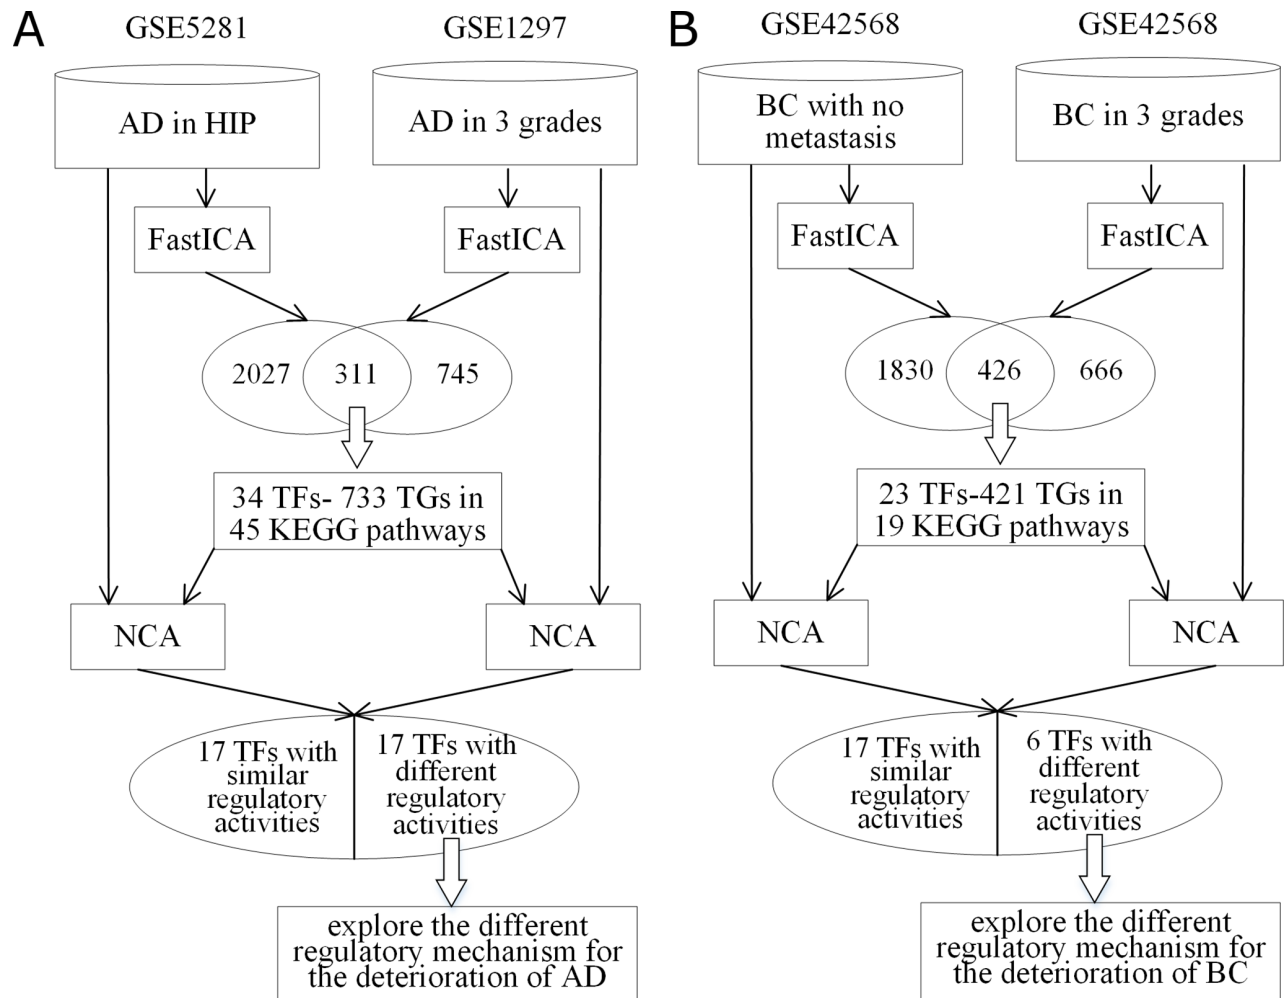 A
GSE5281
GSE1297
AD in HIP
AD in 3 grades
FastICA
FastICA
2027
311
745
34 TFs- 733 TGs in
45 KEGG pathways
NCA
NCA
17 TFs with
similar
regulatory
activities
17 TFs with
different
regulatory
activities
explore the different
regulatory mechanism for
the deterioration of AD
B
GSE42568
GSE42568
BC with no
metastasis
BC in 3 grades
FastICA
FastICA
1830
426
666
23 TFs-421 TGs in
19 KEGG pathways
NCA
NCA
17 TFs with
similar
regulatory
activities
6 TFs with
different
regulatory
activities
explore the different
regulatory mechanism for
the deterioration of BC